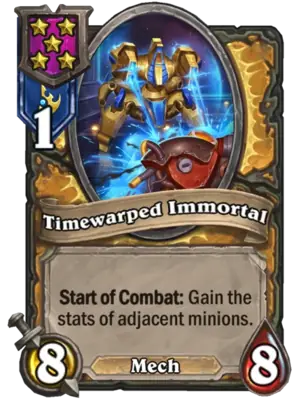 1
Timewarped Immortal
Start of Combat: Gain the
stats of adjacent minions.
8
Mech
8